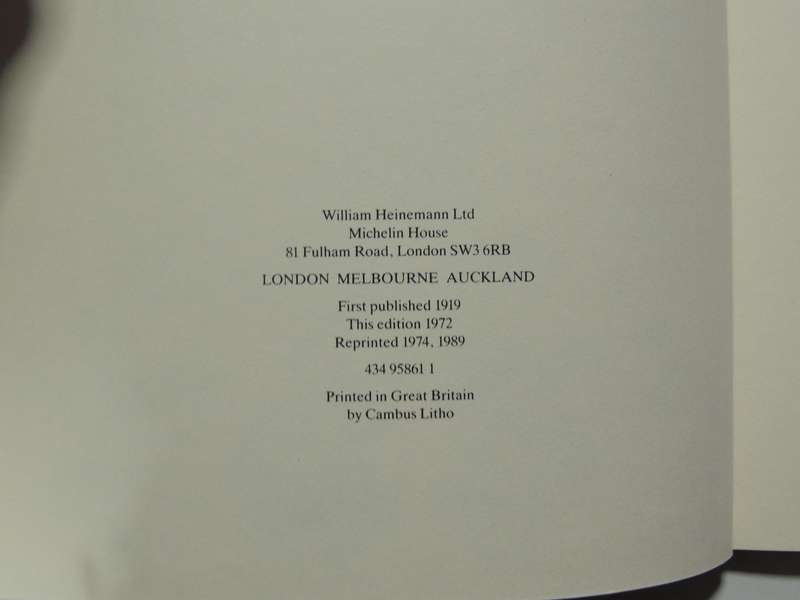 William Heinemann Ltd
Michelin House
81 Fulham Road, London SW3 6RB
LONDON MELBOURNE AUCKLAND
First published 1919
This edition 1972
Reprinted 1974, 1989
434 95861 1
Printed in Great Britain
by Cambus Litho